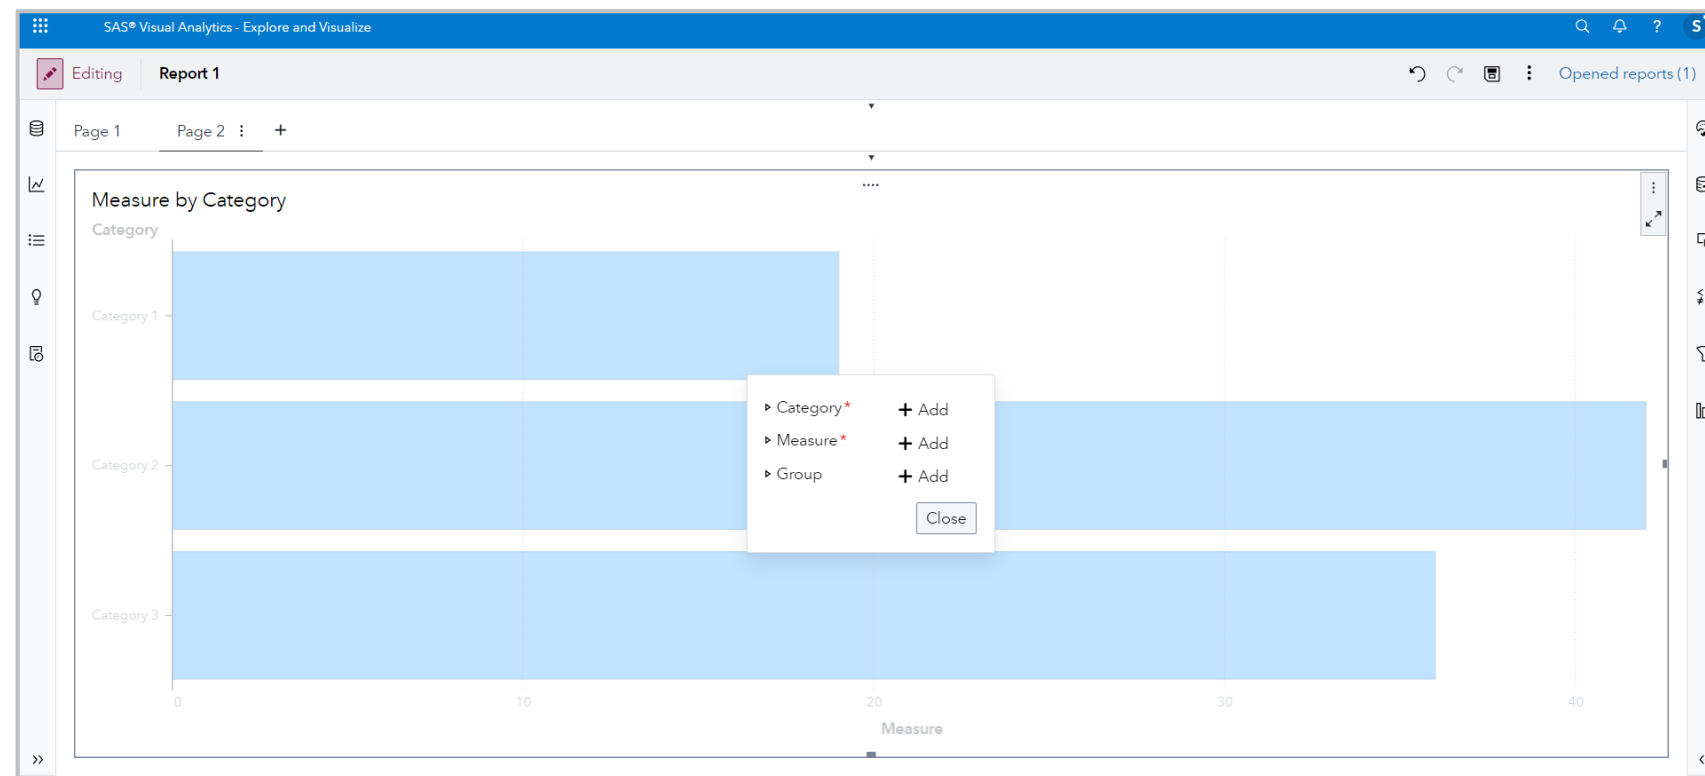 SAS® Visual Analytics - Explore and Visualize
?
S
Editing
Report 1
Opened reports (1)
Page 1
Page 2
Measure by Category
Category
Category 1
Category 2
Category 3
Category* + Add
Measure* + Add
Group + Add
Close
0 10 20 30 40
Measure